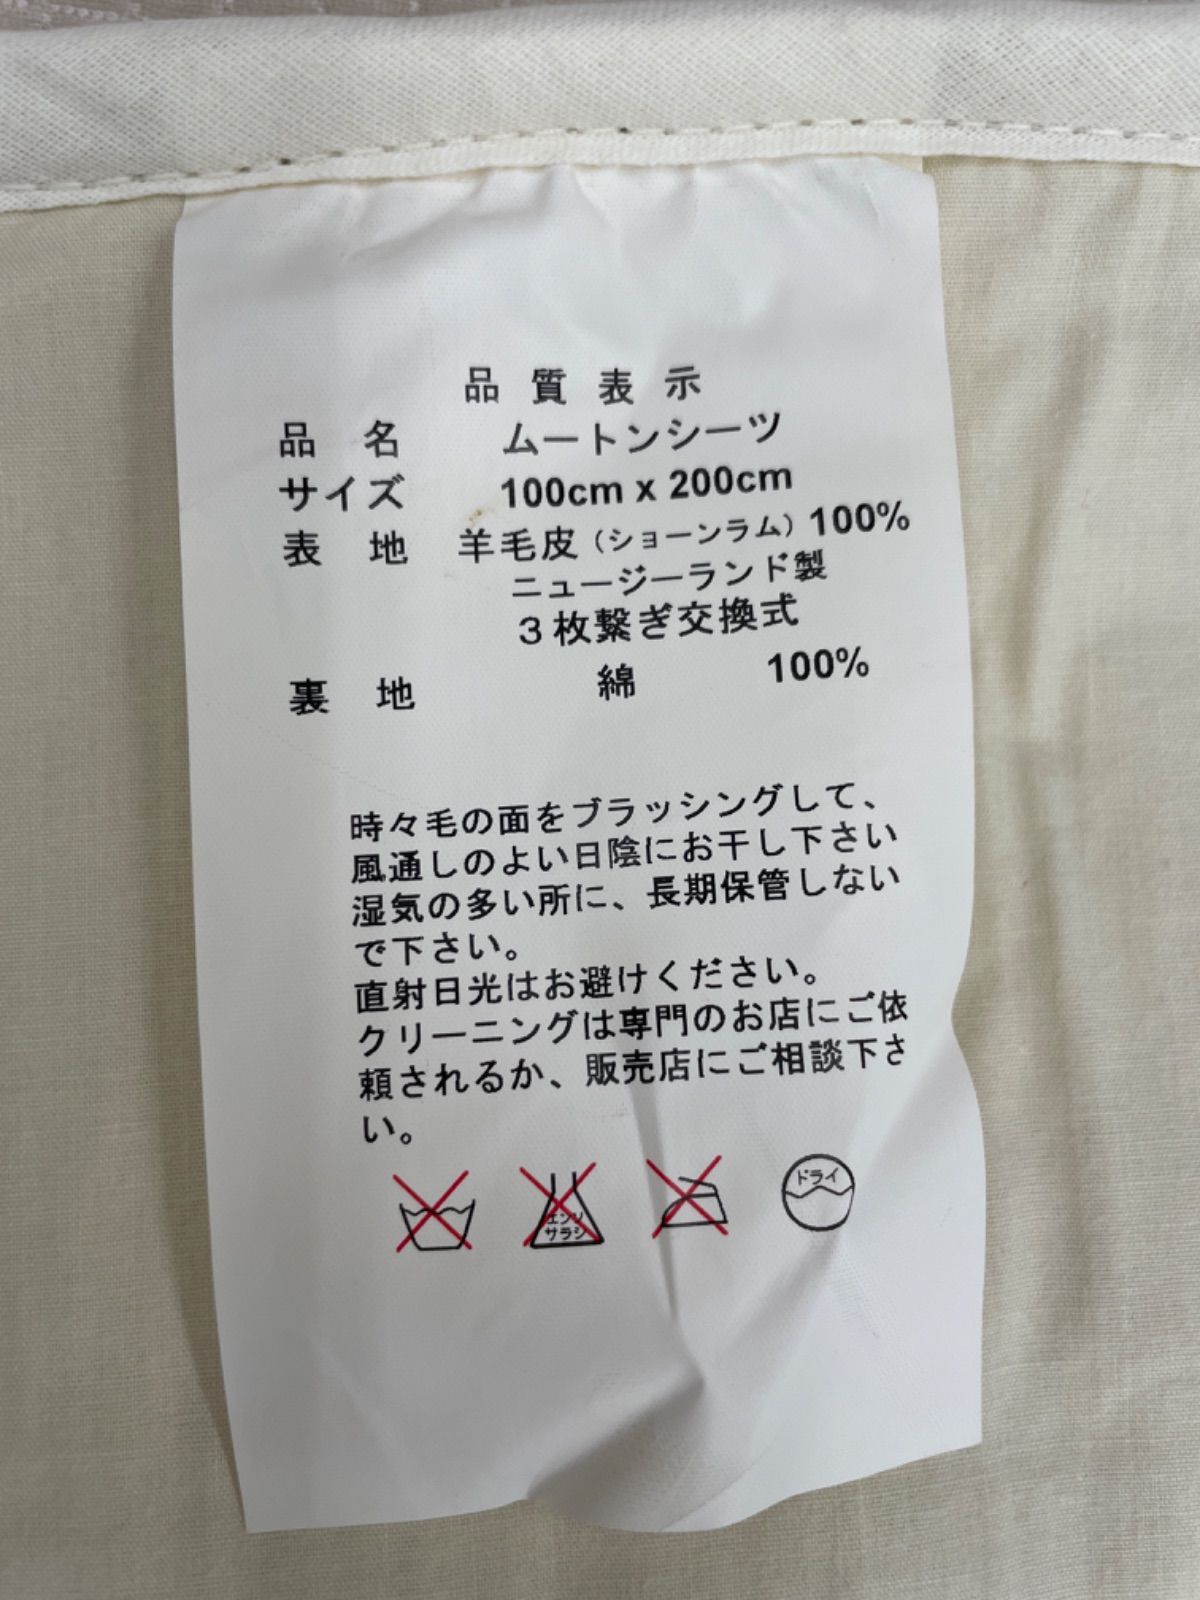 品質表示
品名 ムートンシーツ
サイズ 100cm x 200cm
表地 羊毛皮（ショーンラム）100%
ニュージーランド製
３枚繋ぎ交換式
裏地 綿 100%
時々毛の面をブラッシングして、
風通しのよい日陰にお干し下さい
湿気の多い所に、長期保管しない
で下さい。
直射日光はお避けください。
クリーニングは専門のお店にご依
頼されるか、販売店にご相談下さ
い。
エンソ
サラシ
ドライ